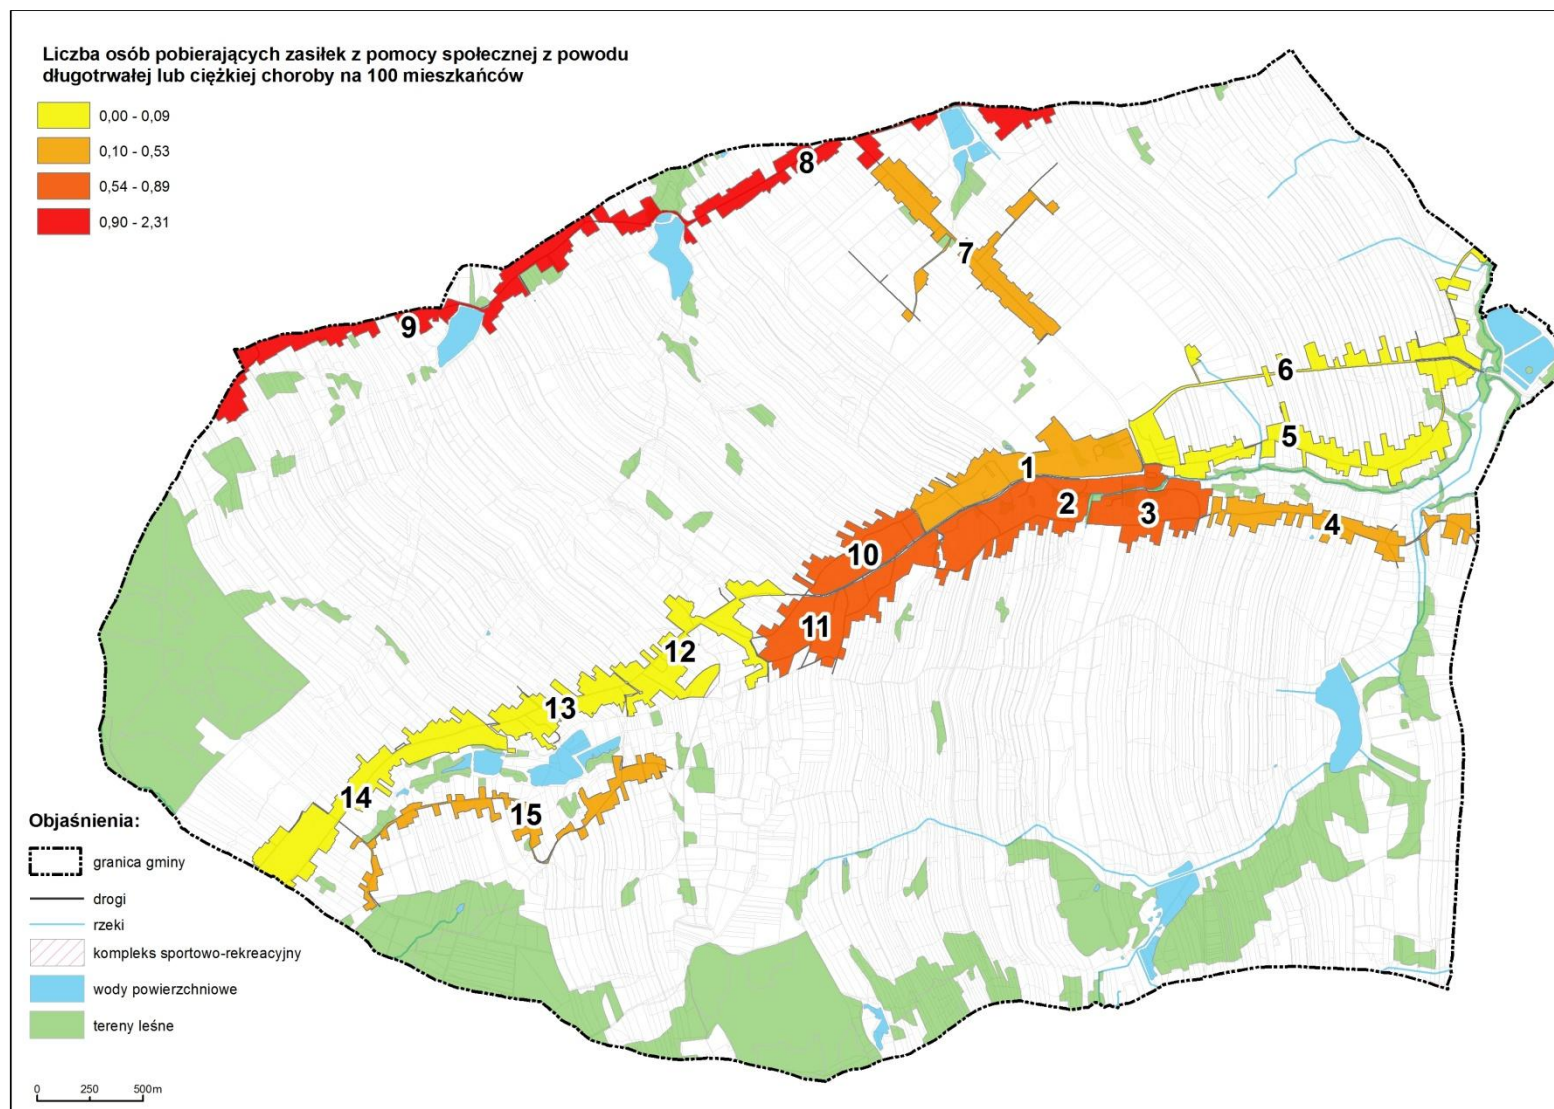 Liczba osób pobierających zasiłek z pomocy społecznej z powodu
długotrwałej lub ciężkiej choroby na 100 mieszkańców
0,00 - 0,09
0,10 - 0,53
0,54 - 0,89
0,90 - 2,31
8
7
9
6
5
1
2
3
4
10
11
12
13
14
15
Objaśnienia:
granica gminy
drogi
rzeki
kompleks sportowo-rekreacyjny
wody powierzchniowe
tereny leśne
0 250 500m